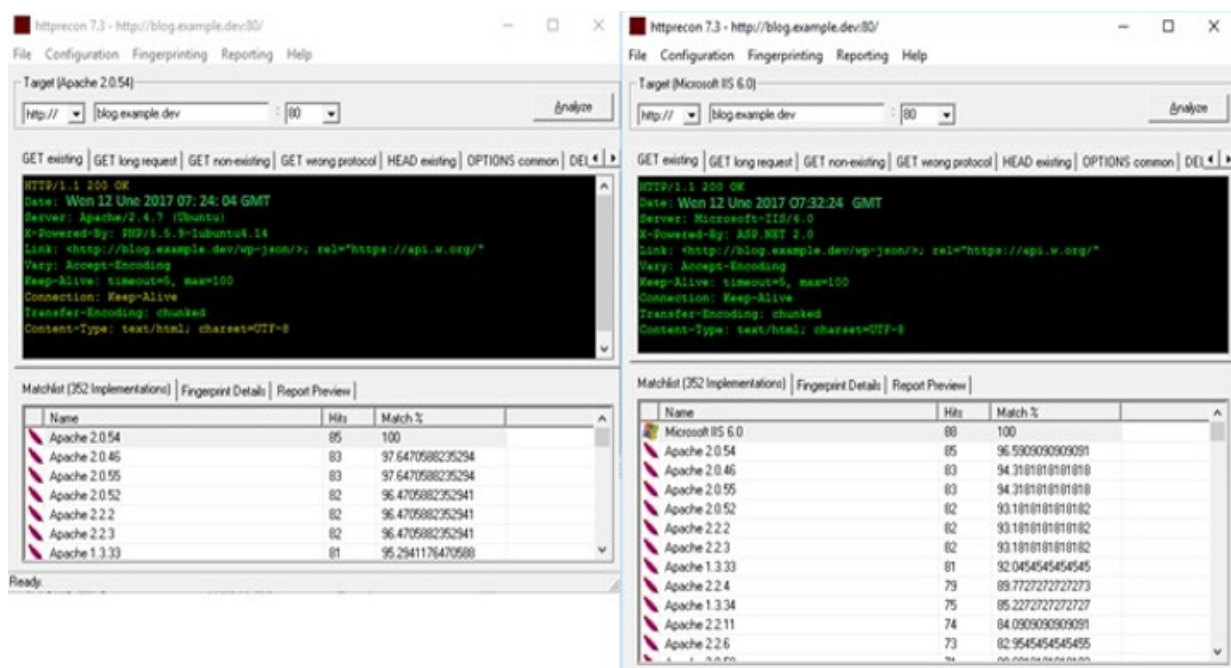 httprecon 7.3 - http://blog.example.dev:80/
File Configuration Fingerprinting Reporting Help
Target (Apache 2.0.54)
http:// blog.example.dev : 80 Analyze
GET existing GET long request GET non-existing GET wrong protocol HEAD existing OPTIONS common DEL
HTTP/1.1 200 OK
Date: Wen 12 Une 2017 07: 24: 04 GMT
Server: Apache/2.4.7 (Ubuntu)
X-Powered-By: PHP/5.5.9-1ubuntu4.14
Link: <http://blog.example.dev/wp-json/>; rel="https://api.w.org/"
Vary: Accept-Encoding
Keep-Alive: timeout=5, max=100
Connection: Keep-Alive
Transfer-Encoding: chunked
Content-Type: text/html; charset=UTF-8
Matchlist (352 Implementations) Fingerprint Details Report Preview
Name Hits Match %
Apache 2.0.54 85 100
Apache 2.0.46 83 97.6470588235294
Apache 2.0.55 83 97.6470588235294
Apache 2.0.52 82 96.4705882352941
Apache 2.2.2 82 96.4705882352941
Apache 2.2.3 82 96.4705882352941
Apache 1.3.33 81 95.2941176470588
Ready.
httprecon 7.3 - http://blog.example.dev:80/
File Configuration Fingerprinting Reporting Help
Target (Microsoft IIS 6.0)
http:// blog.example.dev : 80 Analyze
GET existing GET long request GET non-existing GET wrong protocol HEAD existing OPTIONS common DEL
HTTP/1.1 200 OK
Date: Wen 12 Une 2017 07:32:24 GMT
Server: Microsoft-IIS/6.0
X-Powered-By: ASP.NET 2.0
Link: <http://blog.example.dev/wp-json/>; rel="https://api.w.org/"
Vary: Accept-Encoding
Keep-Alive: timeout=5, max=100
Connection: Keep-Alive
Transfer-Encoding: chunked
Content-Type: text/html; charset=UTF-8
Matchlist (352 Implementations) Fingerprint Details Report Preview
Name Hits Match %
Microsoft IIS 6.0 88 100
Apache 2.0.54 85 96.5909090909091
Apache 2.0.46 83 94.3181818181818
Apache 2.0.55 83 94.3181818181818
Apache 2.0.52 82 93.1818181818182
Apache 2.2.2 82 93.1818181818182
Apache 2.2.3 82 93.1818181818182
Apache 1.3.33 81 92.0454545454545
Apache 2.2.4 79 89.7727272727273
Apache 1.3.34 75 85.2272727272727
Apache 2.2.11 74 84.0909090909091
Apache 2.2.6 73 82.9545454545455